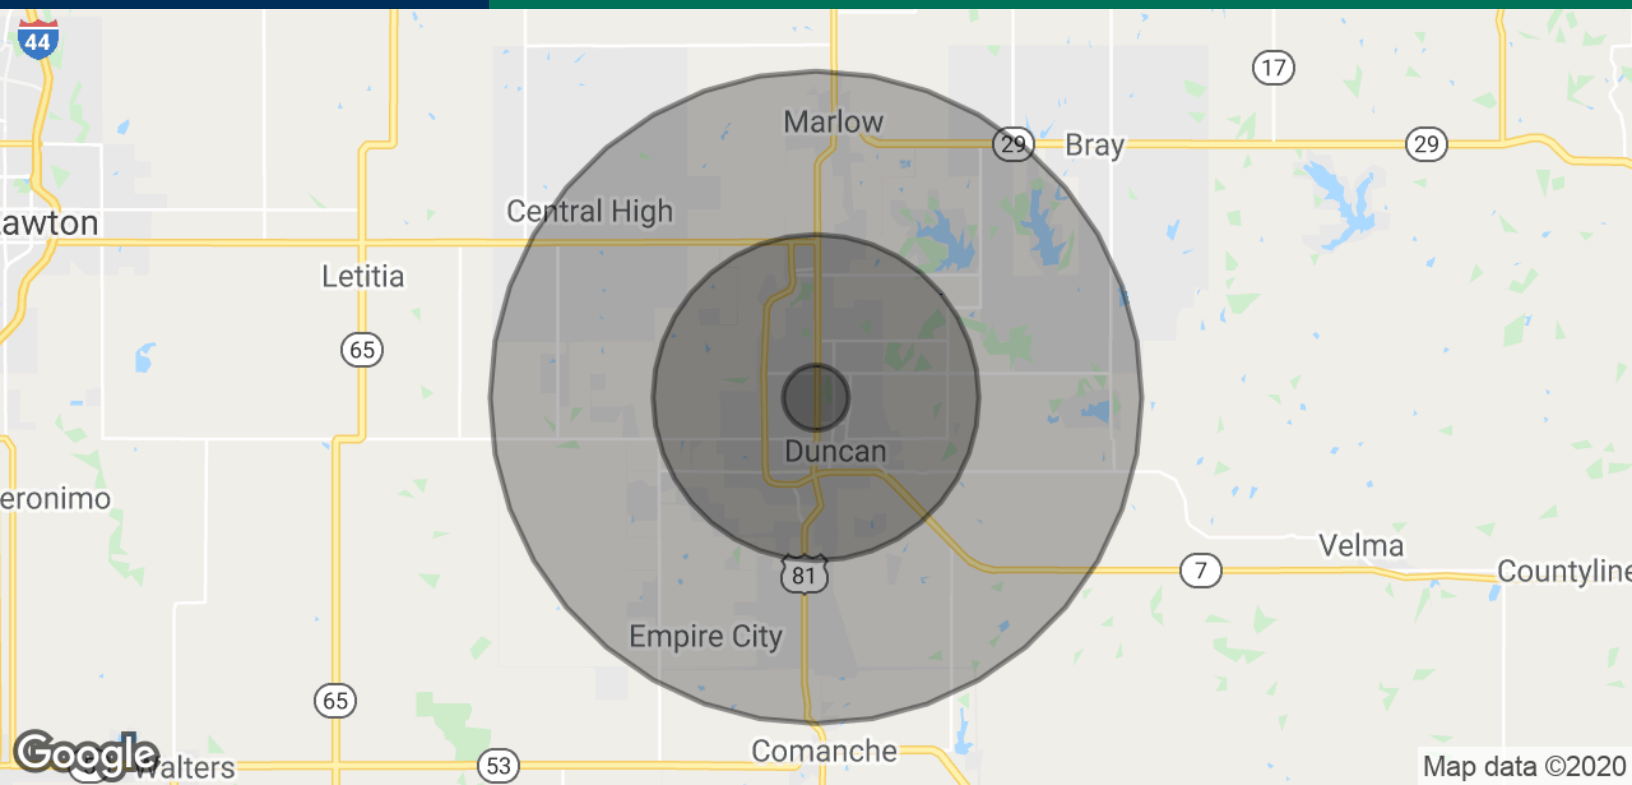 44
17
Marlow
29
Bray
29
Central High
awton
Letitia
65
Duncan
eronimo
Velma
7
Countyline
81
Empire City
65
Comanche
Google
Walters
53
Map data ©2020